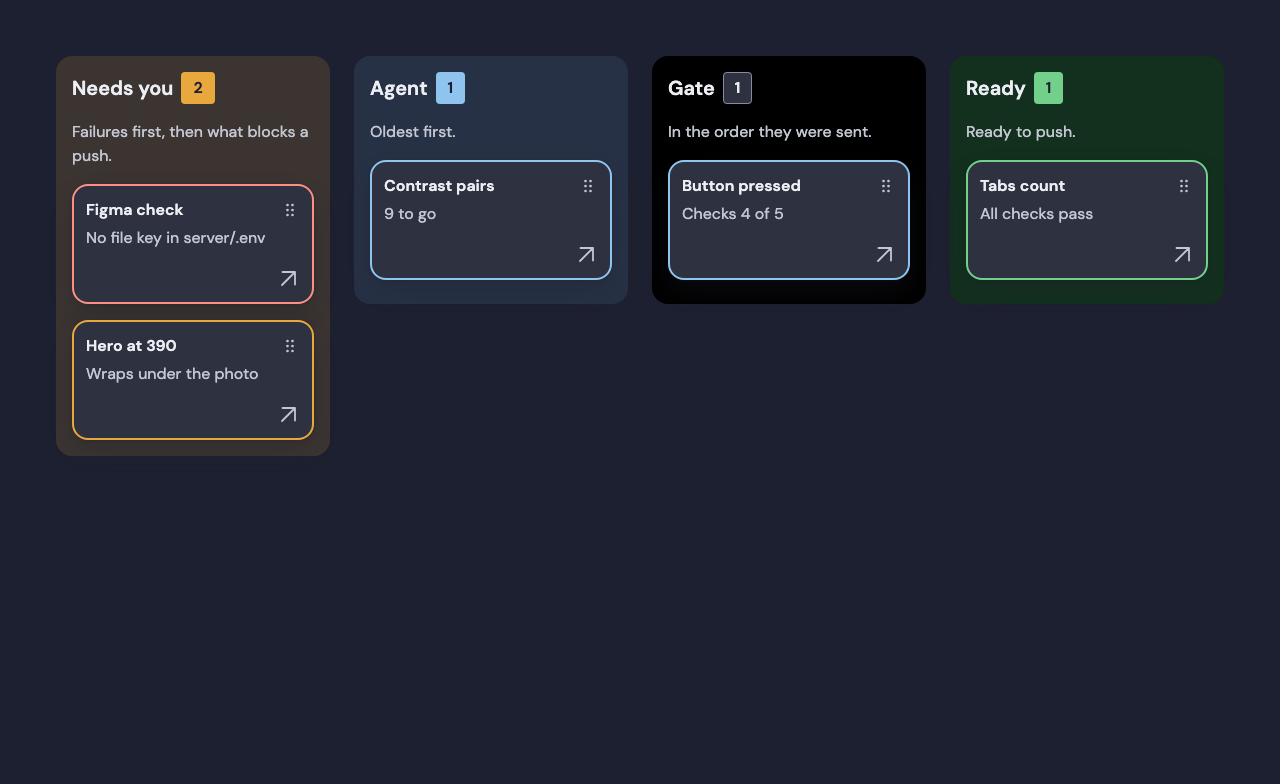 Needs you 2
Failures first, then what blocks a
push.
Figma check
No file key in server/.env
Hero at 390
Wraps under the photo
Agent 1
Oldest first.
Contrast pairs
9 to go
Gate 1
In the order they were sent.
Button pressed
Checks 4 of 5
Ready 1
Ready to push.
Tabs count
All checks pass